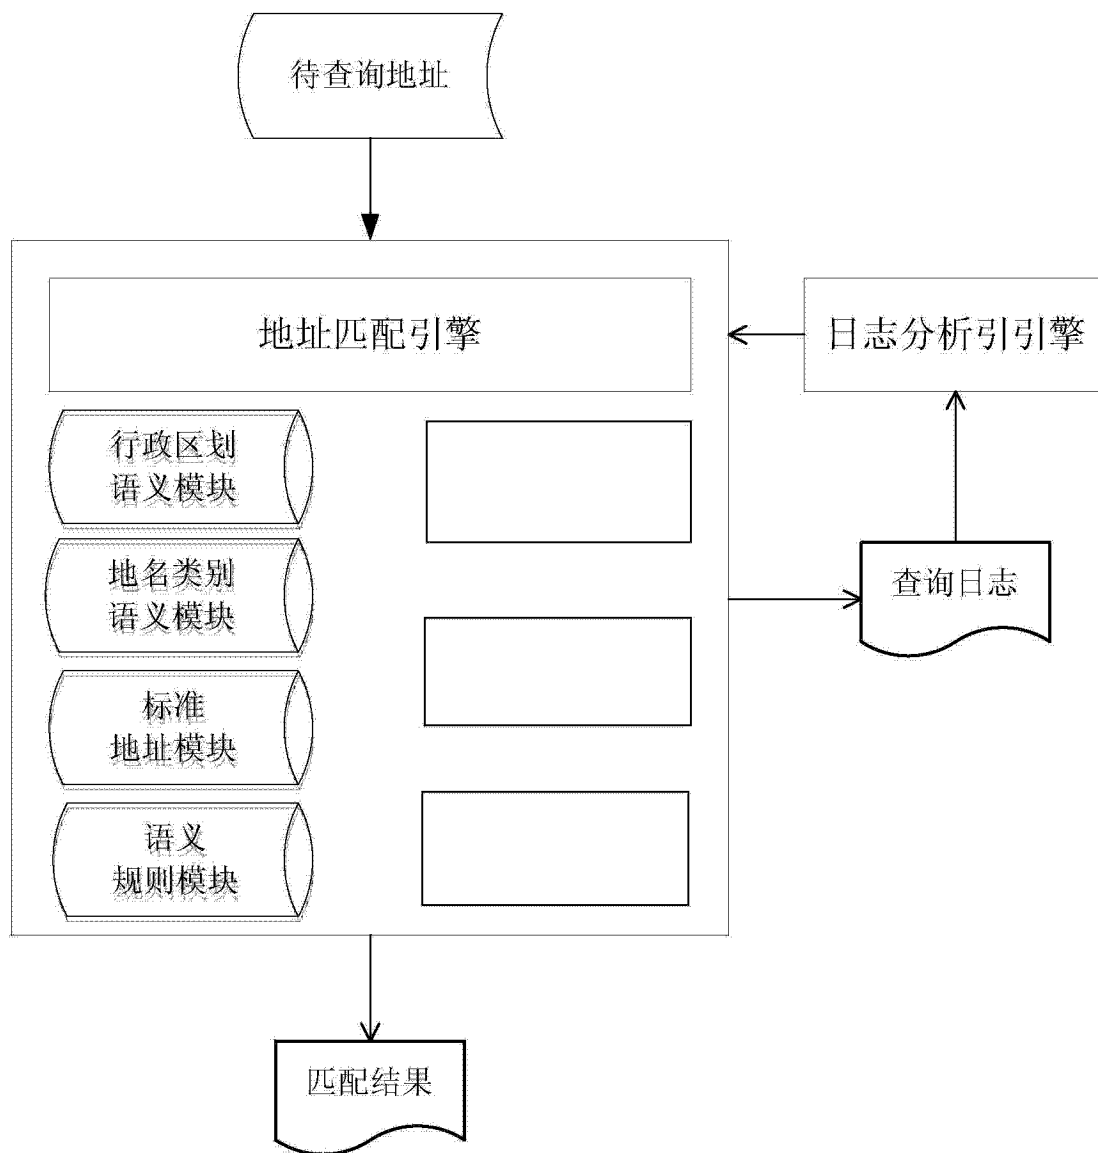 待查询地址
地址匹配引擎
日志分析引引擎
行政区划
语义模块
地名类别
语义模块
查询日志
标准
地址模块
语义
规则模块
匹配结果